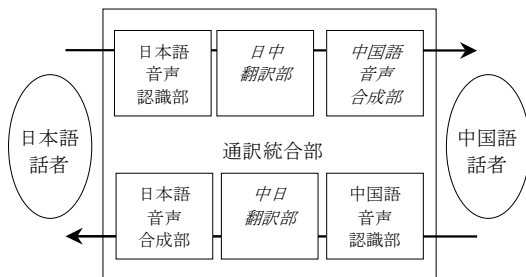 日本語
音声
認識部
日中
翻訳部
中国語
音声
合成部
日本語
話者
中国語
話者
通訳統合部
日本語
音声
合成部
中日
翻訳部
中国語
音声
認識部